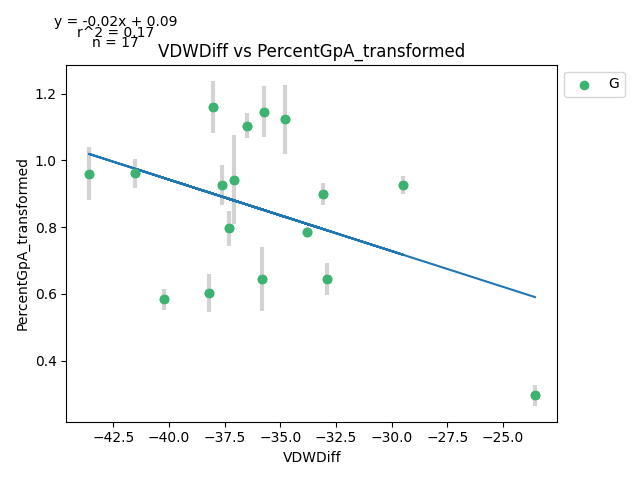 y = -0.02x + 0.09
r^2 = 0.17
n = 17
VDWDiff vs PercentGpA_transformed
G
1.2
1.0
0.8
0.6
0.4
PercentGpA_transformed
−42.5 −40.0 −37.5 −35.0 −32.5 −30.0 −27.5 −25.0
VDWDiff